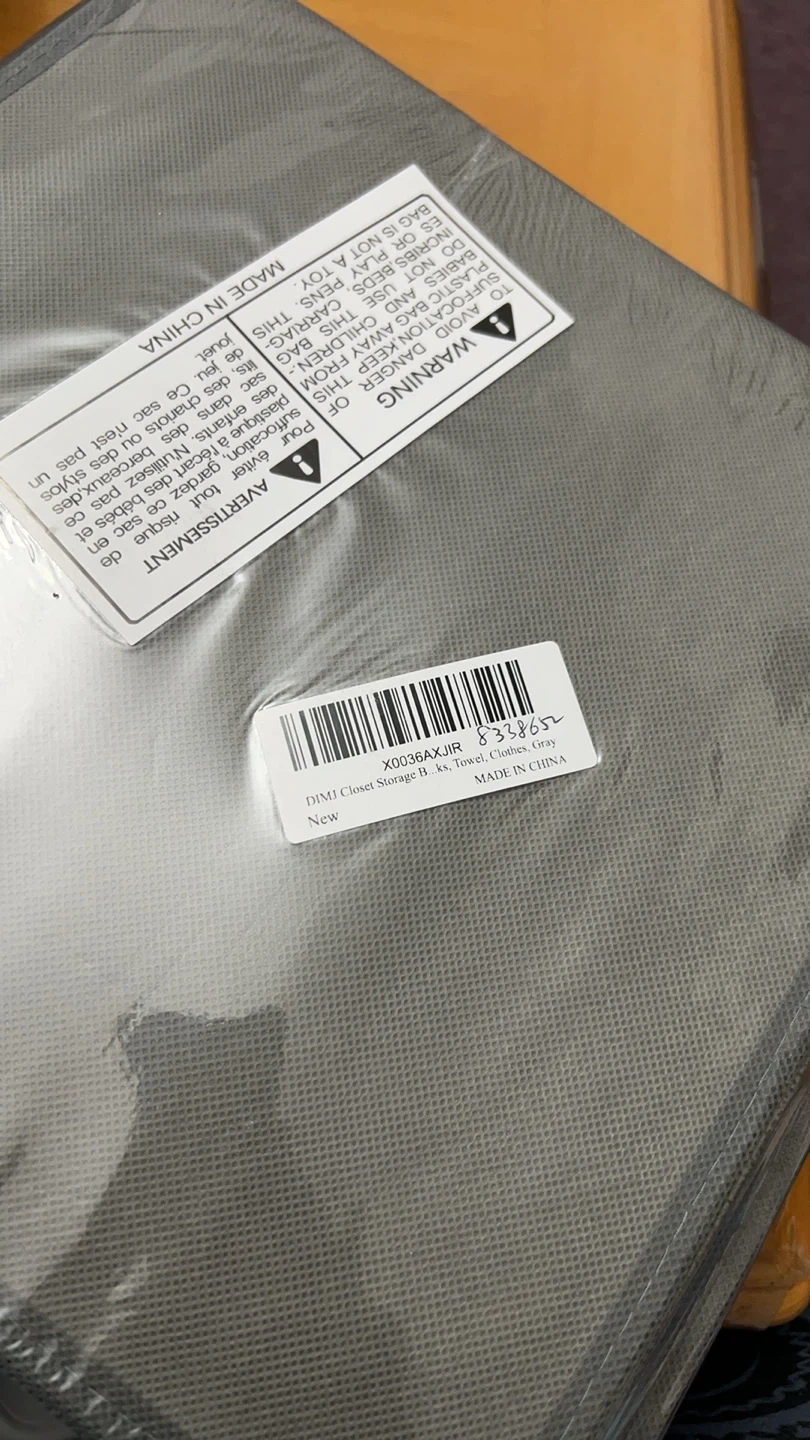 MADE IN CHINA
WARNING
TO AVOID DANGER OF
SUFFOCATION,KEEP THIS
PLASTIC BAG AWAY FROM
BABIES AND CHILDREN-
DO NOT USE THIS BAG
INCRIBS,BEDS, CARRIAG-
ES OR PLAY PENS. THIS
BAG IS NOT A TOY.
AVERTISSEMENT
Pour éviter tout risque de
suffocation, gardez ce sac en
plastique à l'écart des bébés et
des enfants. N'utilisez pas ce
sac dans des berceaux,des
lits, des chariots ou des stylos
de jeu. Ce sac n'est pas un
jouet.
X0036AXJIR
8338652
DIMJ Closet Storage B...ks, Towel, Clothes, Gray
New
MADE IN CHINA